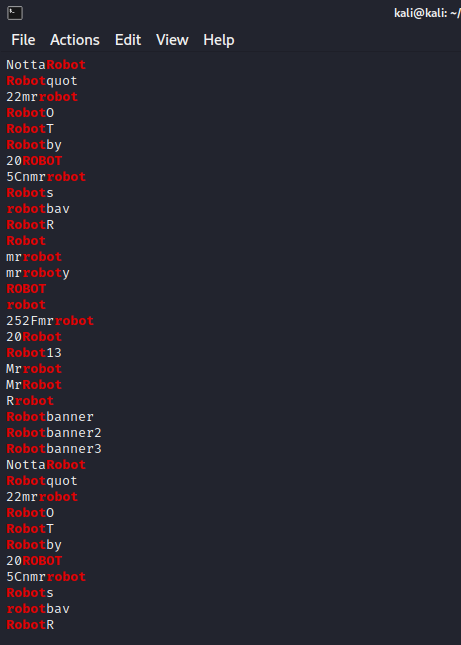 kali@kali: ~/
File Actions Edit View Help
NottaRobot
Robotquot
22mrrobot
RobotO
RobotT
Robotby
20ROBOT
5Cnmrrobot
Robots
robotbav
RobotR
Robot
mrrobot
mrroboty
ROBOT
robot
252Fmrrobot
20Robot
Robot13
Mrrobot
MrRobot
Rrobot
Robotbanner
Robotbanner2
Robotbanner3
NottaRobot
Robotquot
22mrrobot
RobotO
RobotT
Robotby
20ROBOT
5Cnmrrobot
Robots
robotbav
RobotR